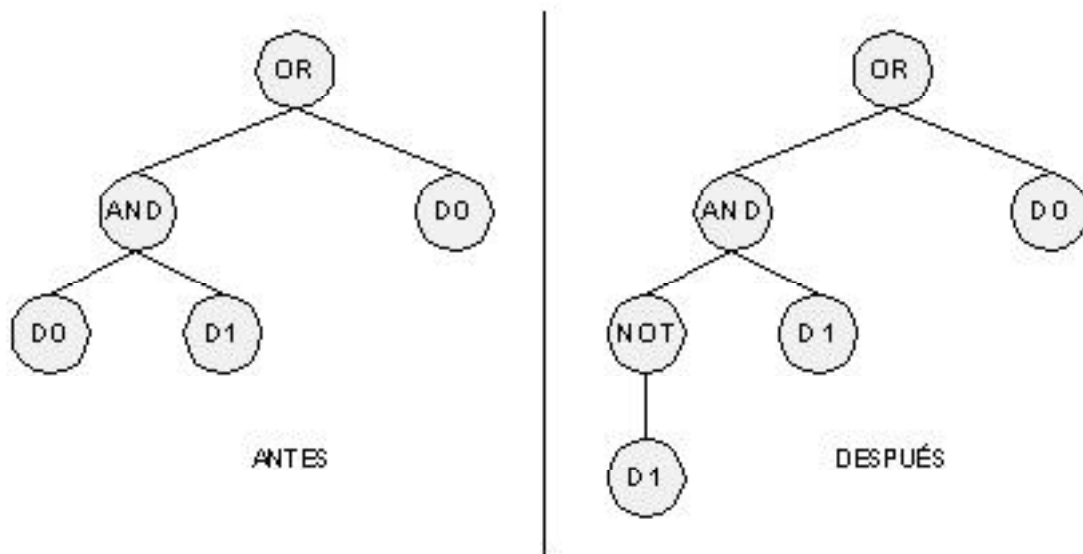 OR
AND
D0
D0
D1
ANTES
OR
AND
D0
NOT
D1
D1
DESPUÉS